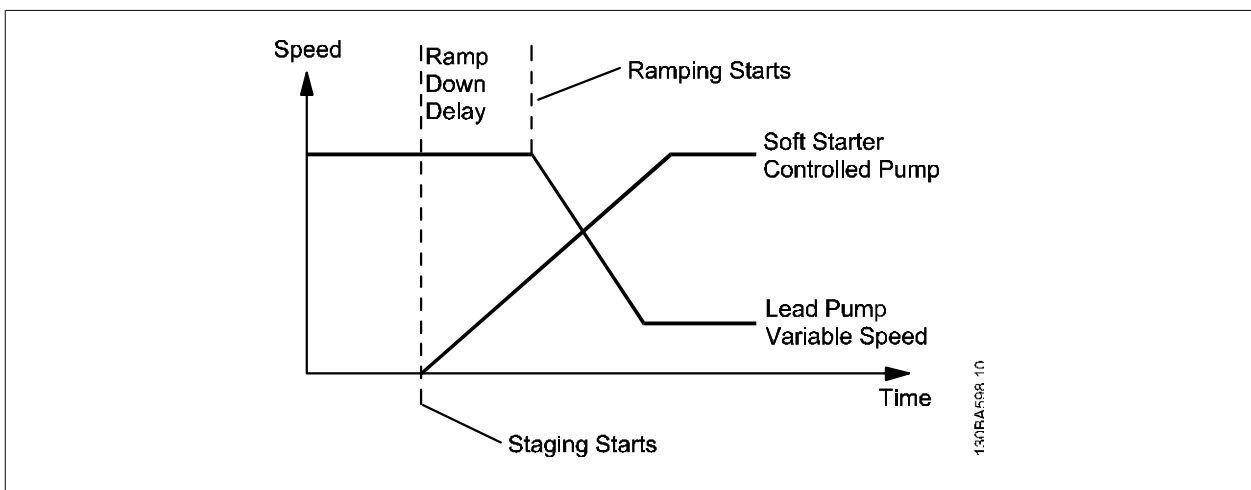 Speed
Ramp
Down
Delay
Ramping Starts
Soft Starter
Controlled Pump
Lead Pump
Variable Speed
Time
Staging Starts
130BA598.10